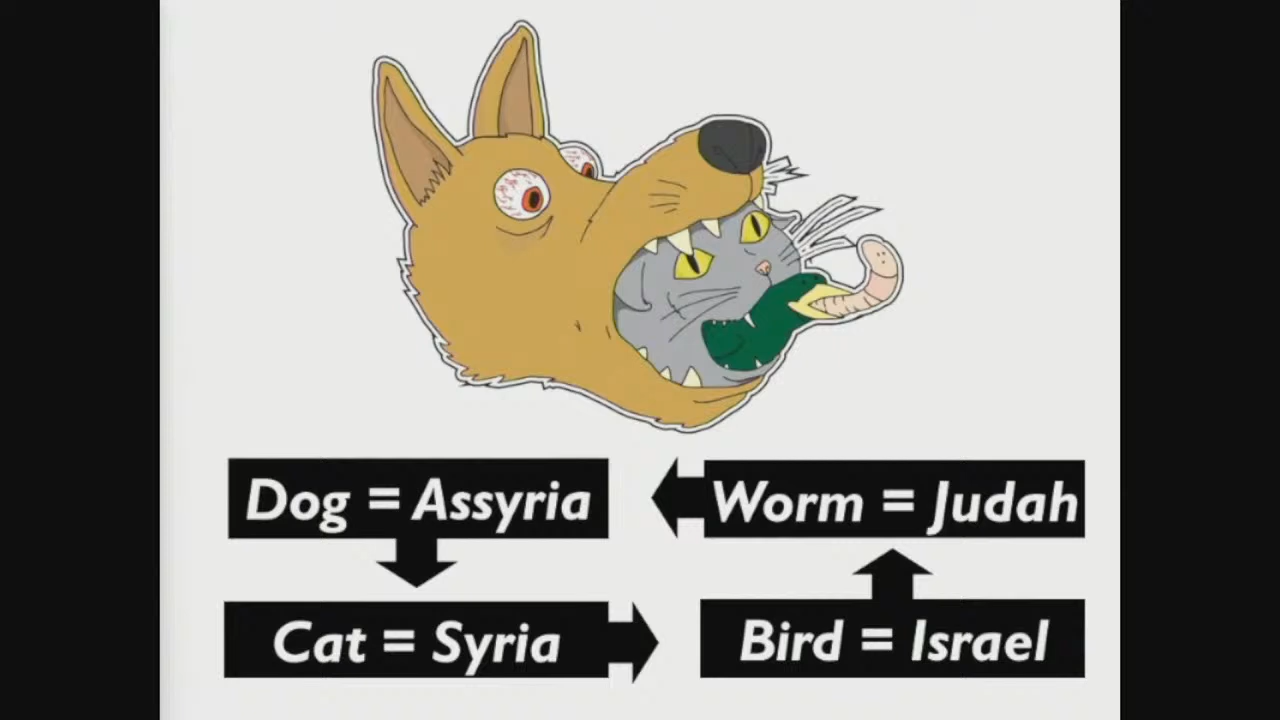 Dog = Assyria
Worm = Judah
Cat = Syria
Bird = Israel